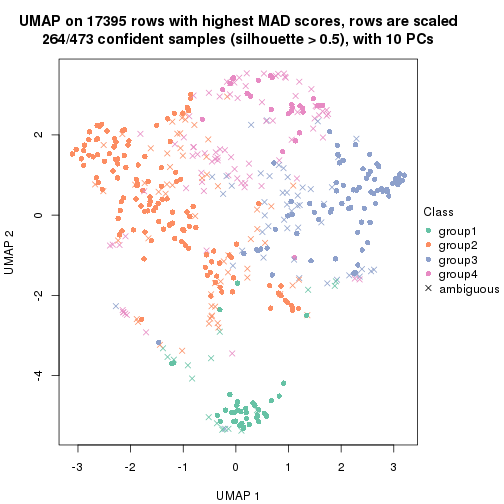 UMAP on 17395 rows with highest MAD scores, rows are scaled
264/473 confident samples (silhouette > 0.5), with 10 PCs
UMAP 2
2
0
-2
-4
-3
-2
-1
0
1
2
3
UMAP 1
Class
group1
group2
group3
group4
ambiguous